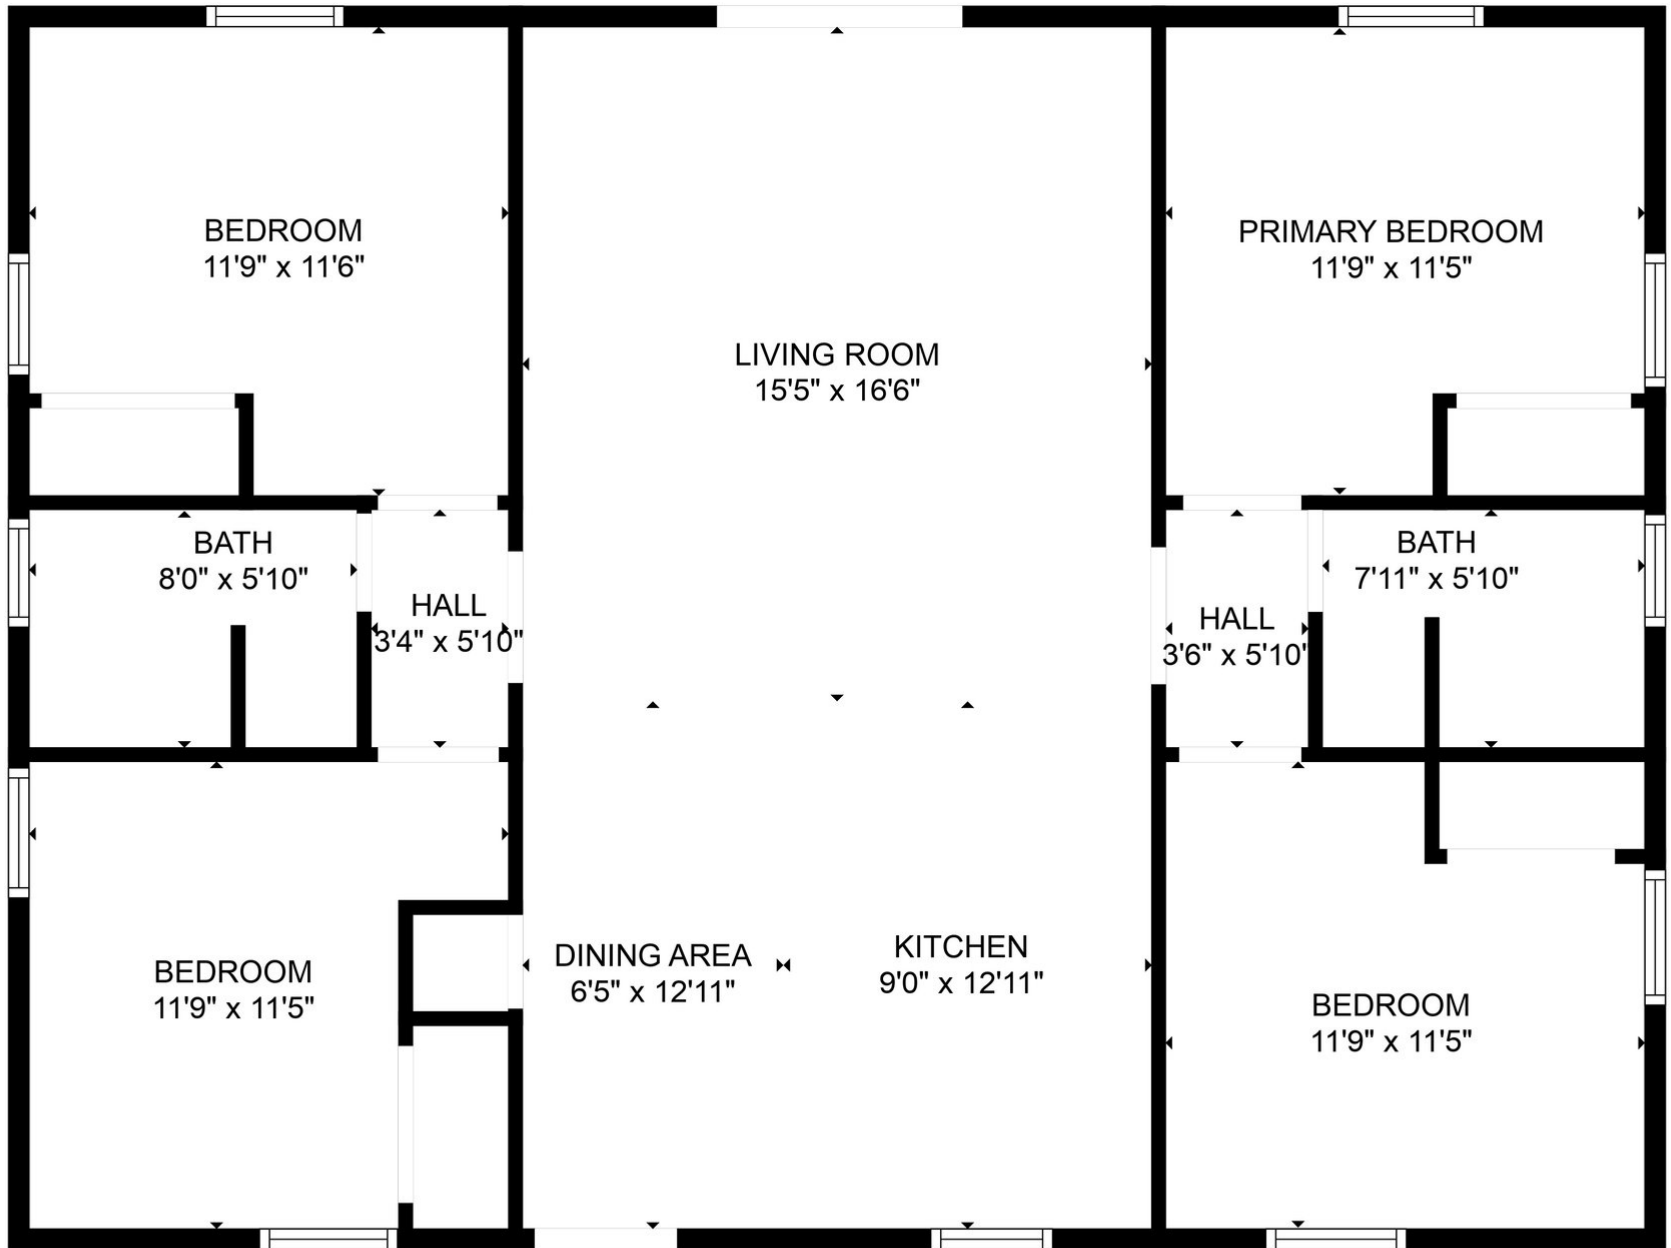 BEDROOM
11'9" x 11'6"
PRIMARY BEDROOM
11'9" x 11'5"
LIVING ROOM
15'5" x 16'6"
BATH
8'0" x 5'10"
HALL
3'4" x 5'10"
HALL
3'6" x 5'10"
BATH
7'11" x 5'10"
BEDROOM
11'9" x 11'5"
DINING AREA
6'5" x 12'11"
KITCHEN
9'0" x 12'11"
BEDROOM
11'9" x 11'5"